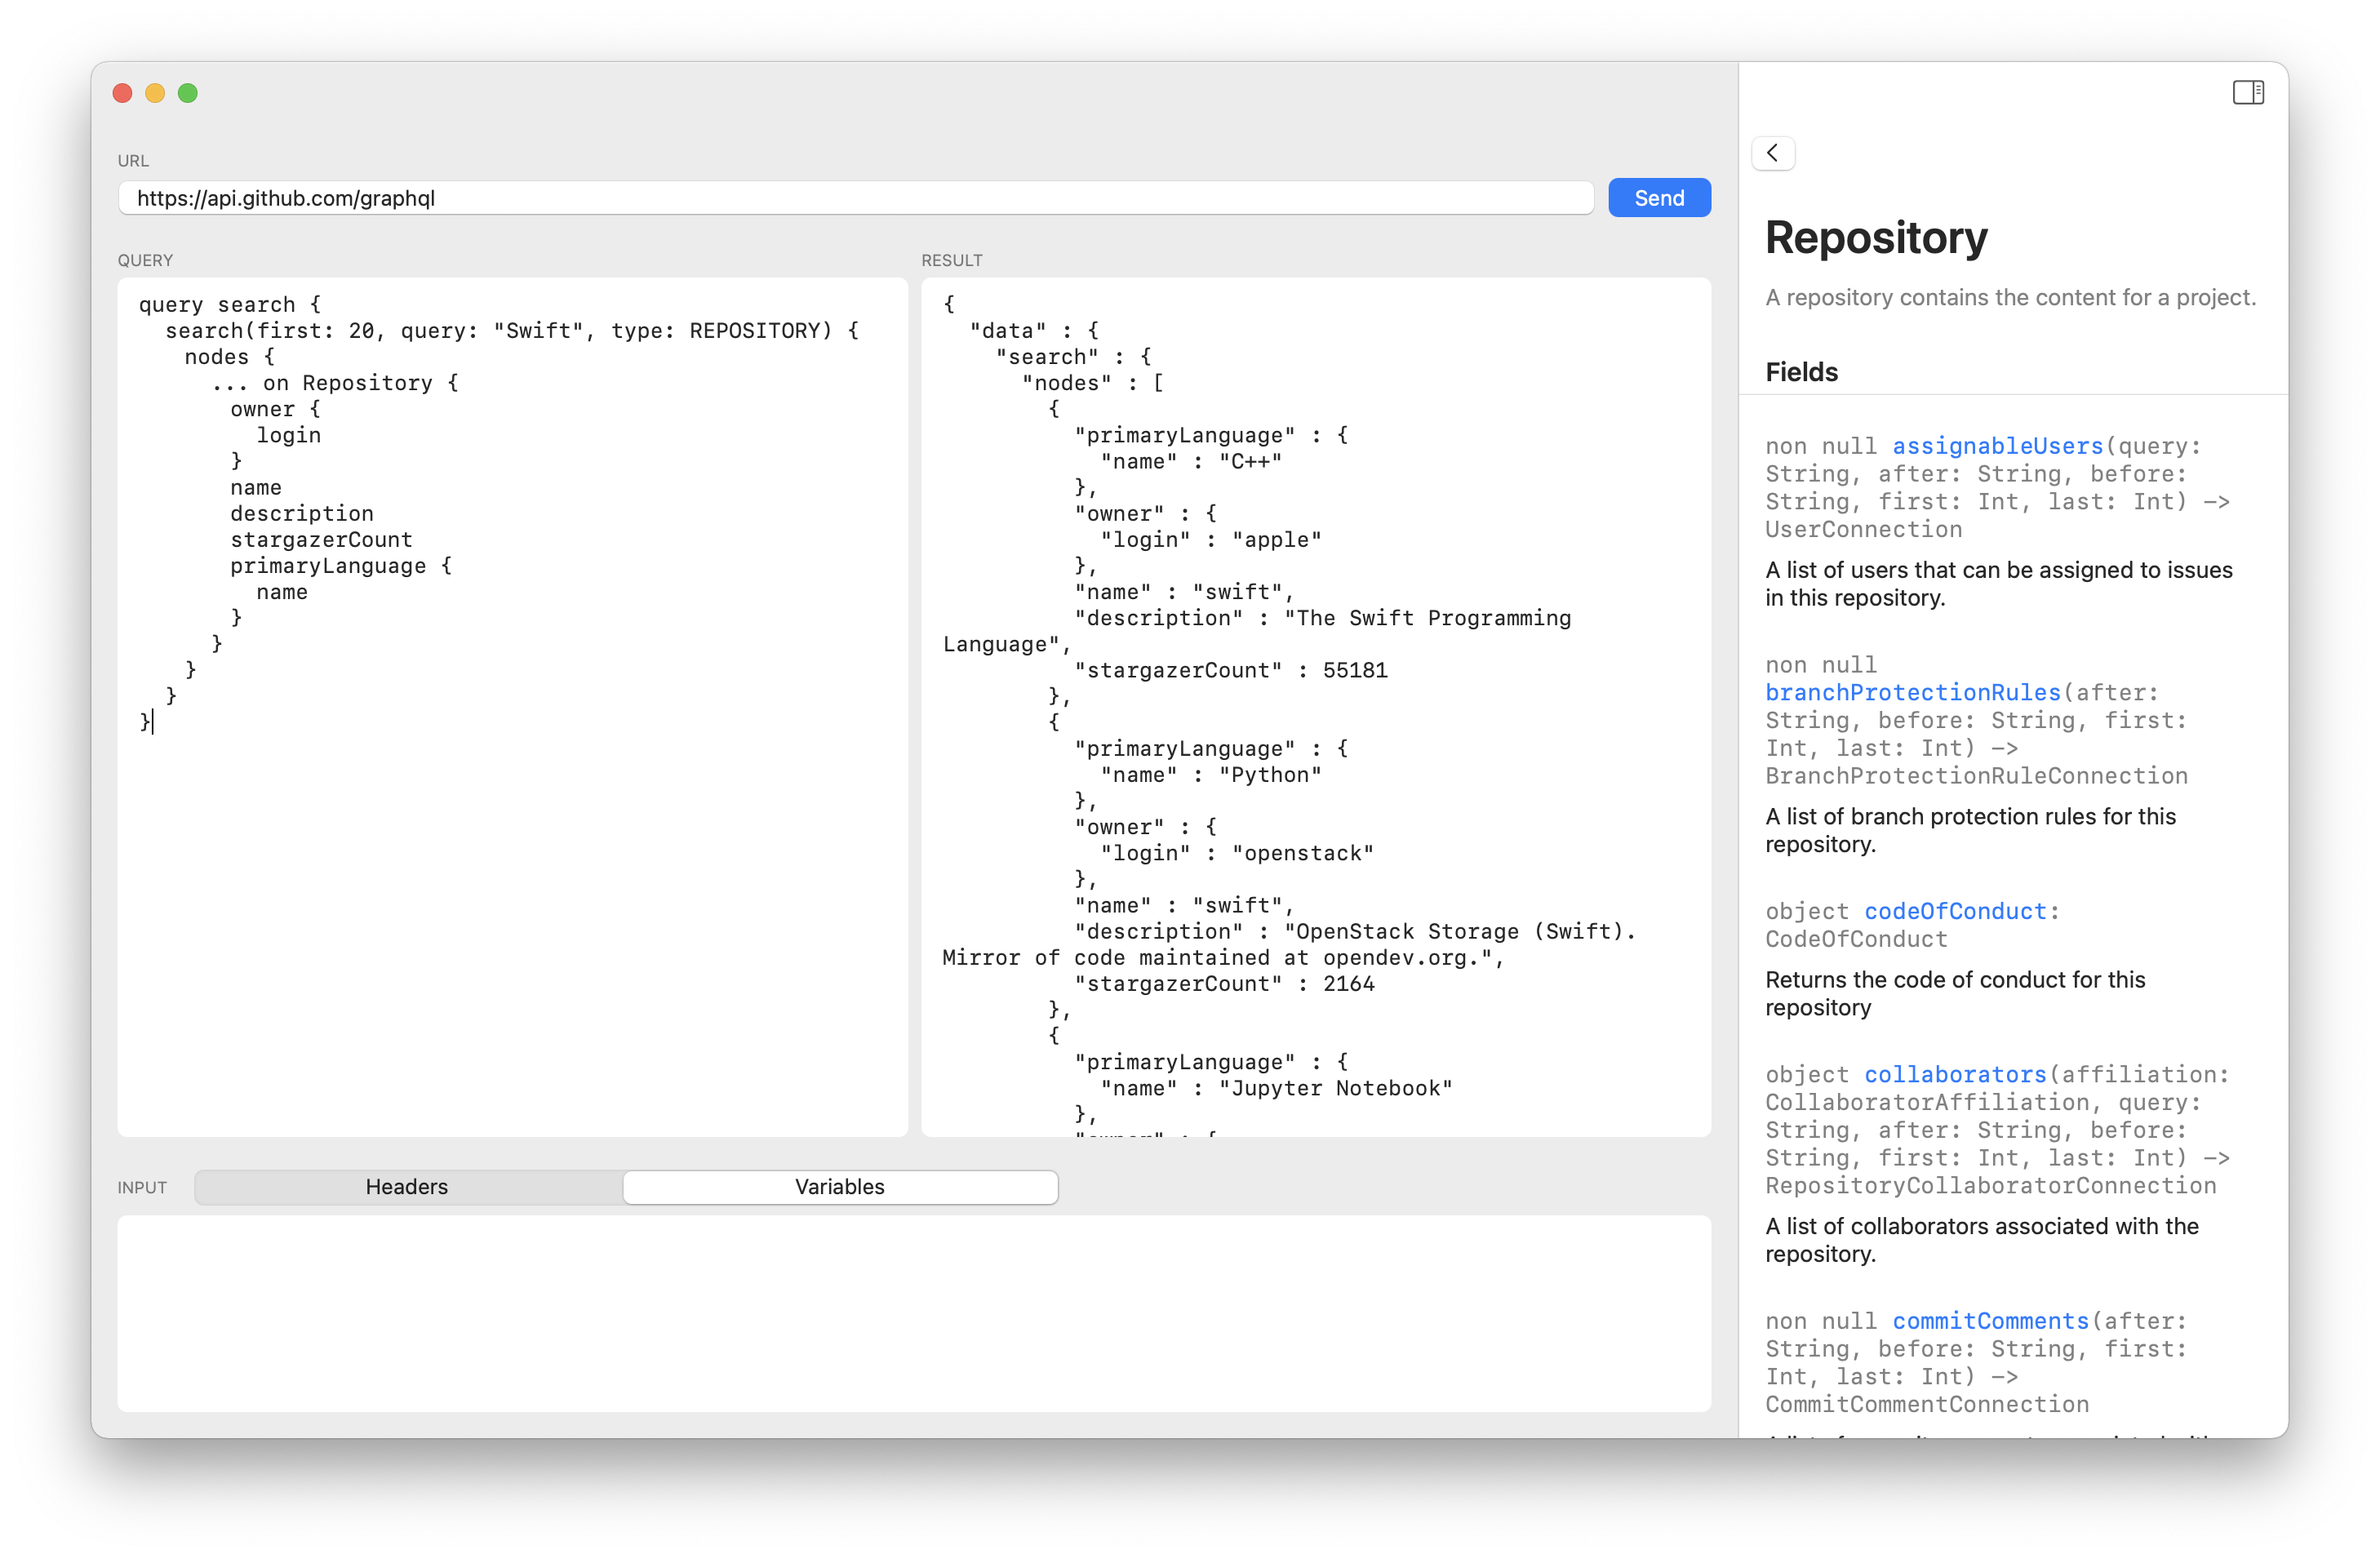 URL
https://api.github.com/graphql
Send
QUERY
query search {
  search(first: 20, query: "Swift", type: REPOSITORY) {
    nodes {
      ... on Repository {
        owner {
          login
        }
        name
        description
        stargazerCount
        primaryLanguage {
          name
        }
      }
    }
  }
}
RESULT
{
  "data" : {
    "search" : {
      "nodes" : [
        {
          "primaryLanguage" : {
            "name" : "C++"
          },
          "owner" : {
            "login" : "apple"
          },
          "name" : "swift",
          "description" : "The Swift Programming
Language",
          "stargazerCount" : 55181
        },
        {
          "primaryLanguage" : {
            "name" : "Python"
          },
          "owner" : {
            "login" : "openstack"
          },
          "name" : "swift",
          "description" : "OpenStack Storage (Swift).
Mirror of code maintained at opendev.org.",
          "stargazerCount" : 2164
        },
        {
          "primaryLanguage" : {
            "name" : "Jupyter Notebook"
          },
INPUT
Headers
Variables
Repository
A repository contains the content for a project.
Fields
non null assignableUsers(query:
String, after: String, before:
String, first: Int, last: Int) ->
UserConnection
A list of users that can be assigned to issues
in this repository.
non null
branchProtectionRules(after:
String, before: String, first:
Int, last: Int) ->
BranchProtectionRuleConnection
A list of branch protection rules for this
repository.
object codeOfConduct:
CodeOfConduct
Returns the code of conduct for this
repository
object collaborators(affiliation:
CollaboratorAffiliation, query:
String, after: String, before:
String, first: Int, last: Int) ->
RepositoryCollaboratorConnection
A list of collaborators associated with the
repository.
non null commitComments(after:
String, before: String, first:
Int, last: Int) ->
CommitCommentConnection